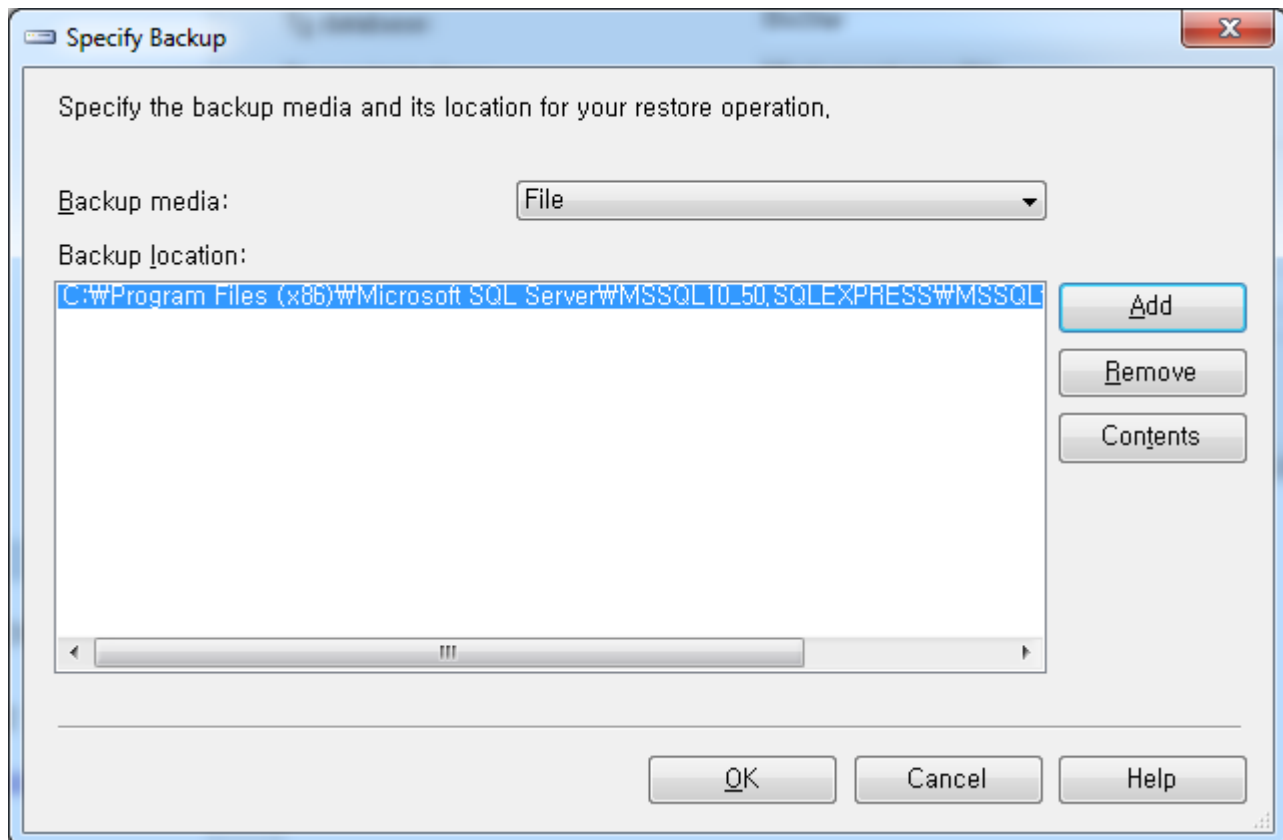 Specify Backup
Specify the backup media and its location for your restore operation.
Backup media:
File
Backup location:
C:₩Program Files (x86)₩Microsoft SQL Server₩MSSQL10_50.SQLEXPRESS₩MSSQL₩
Add
Remove
Contents
OK
Cancel
Help